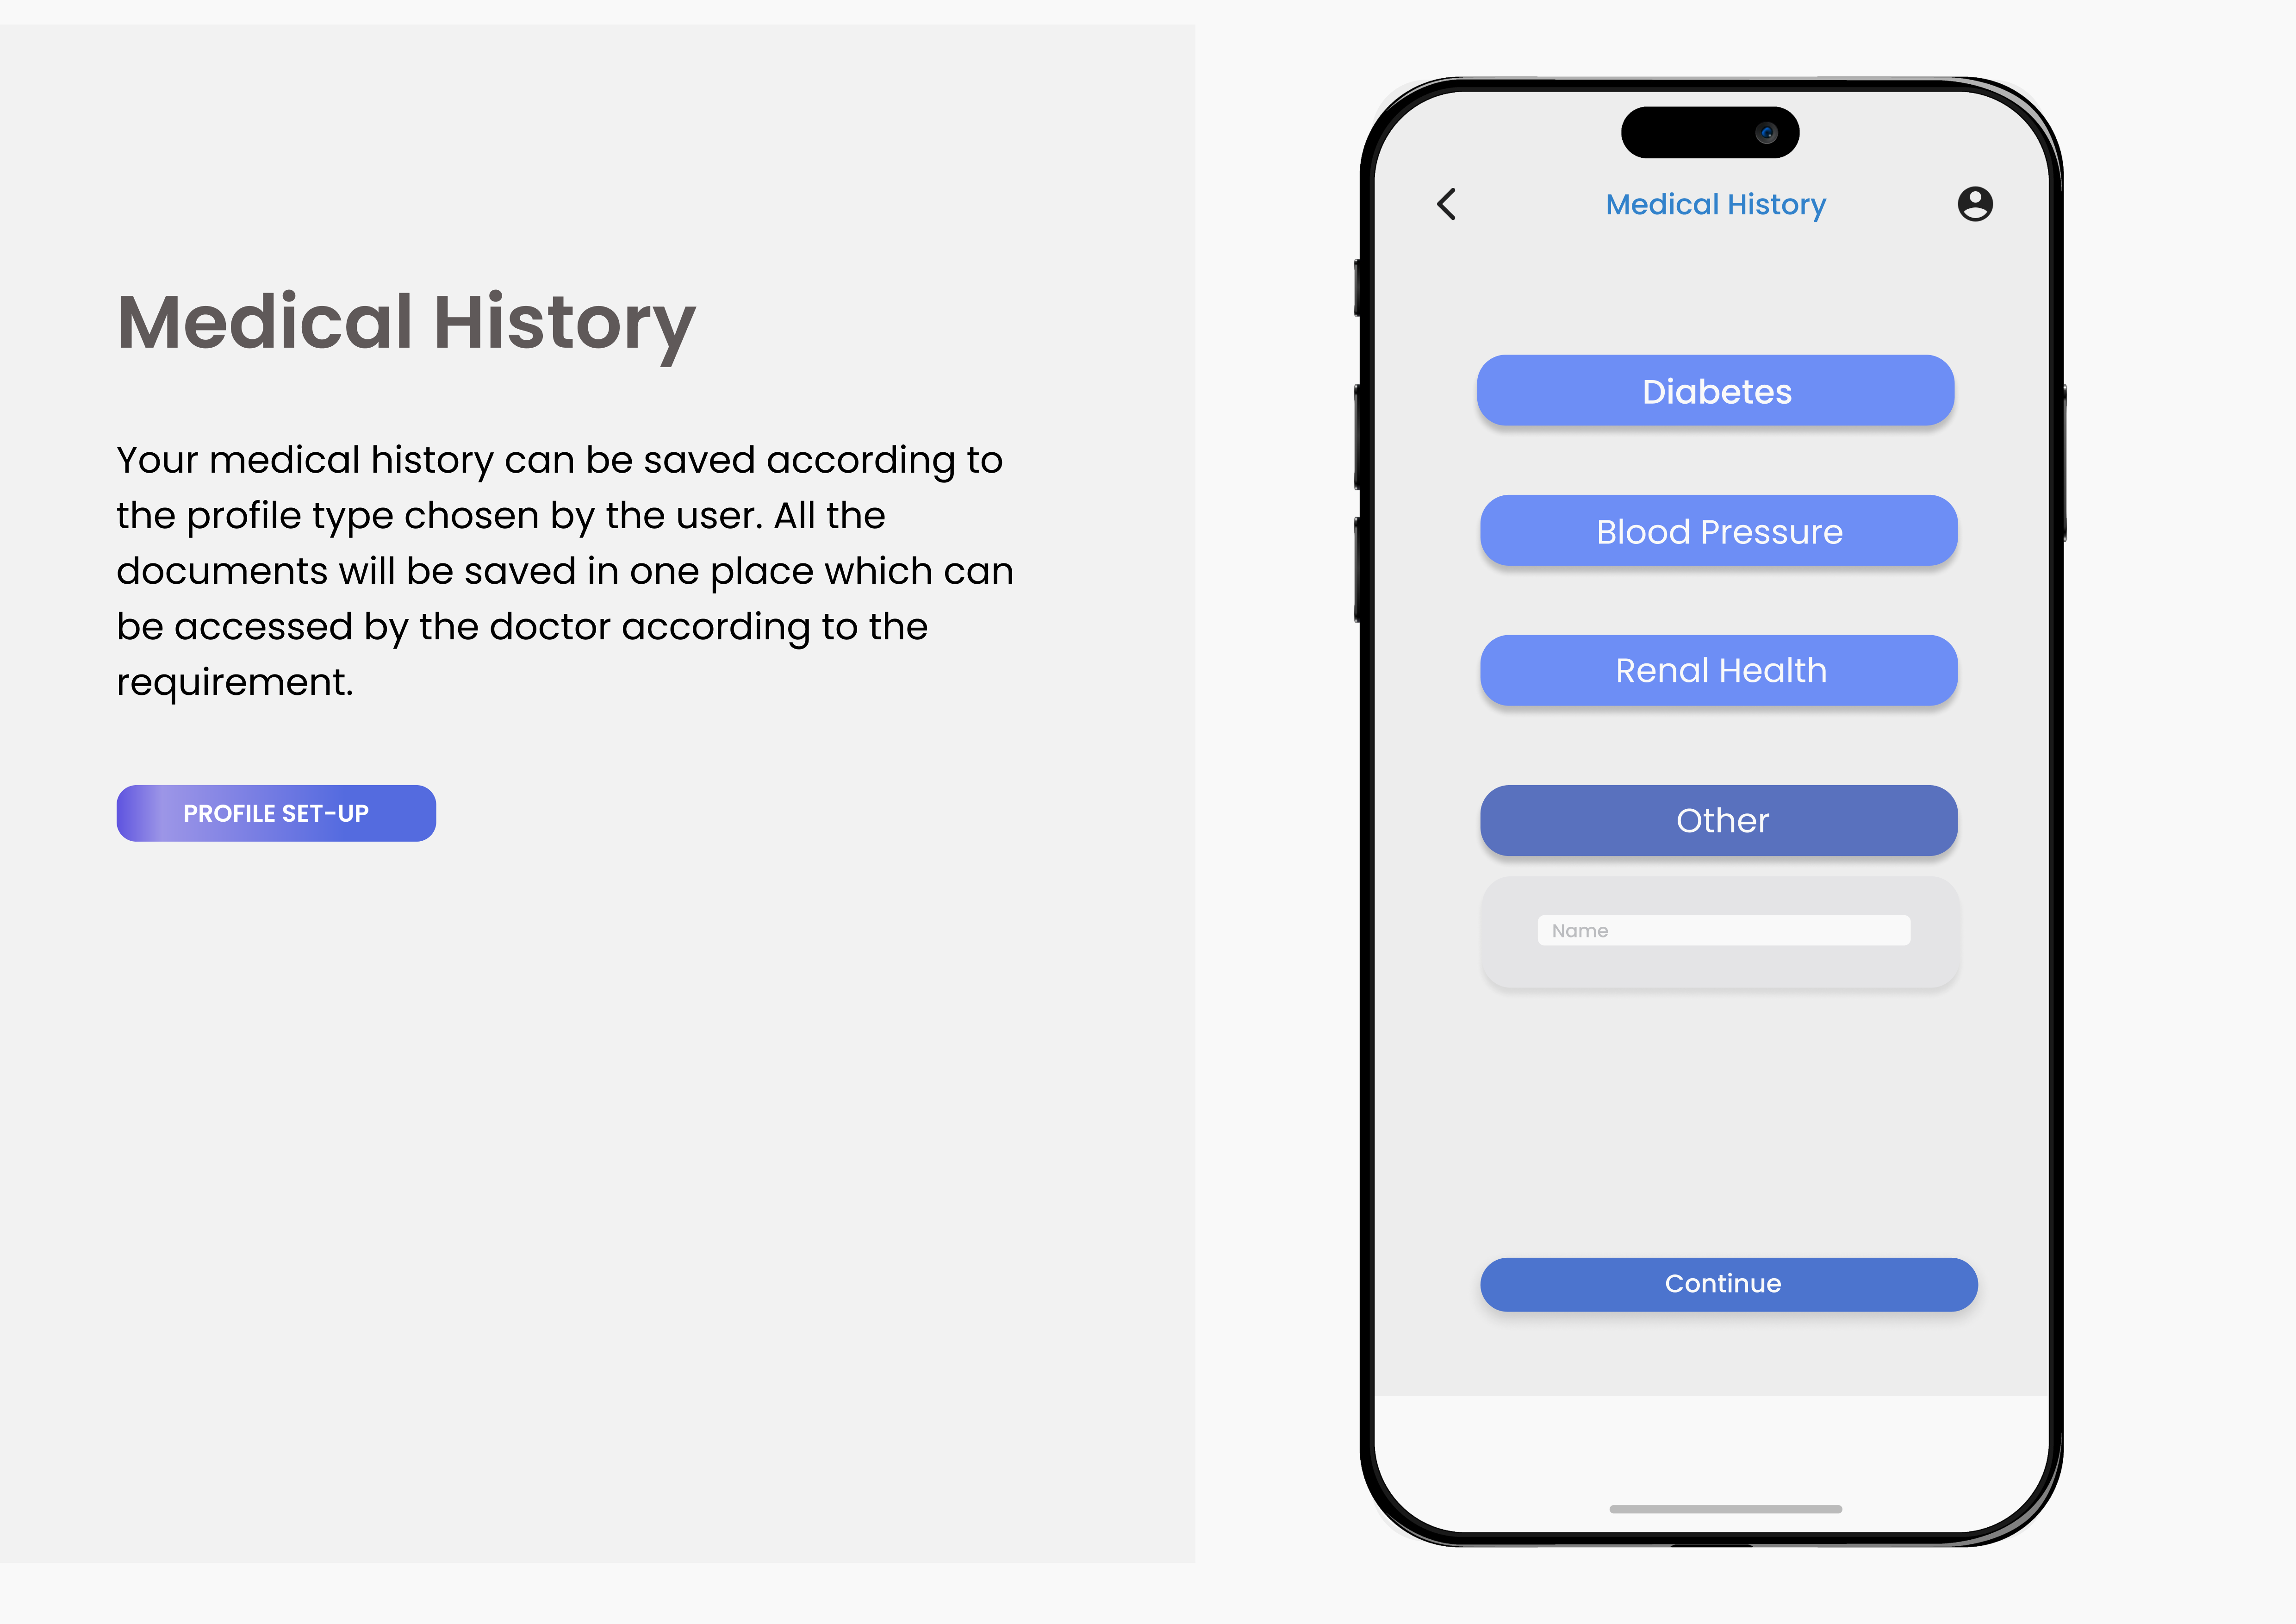 Medical History
Your medical history can be saved according to
the profile type chosen by the user. All the
documents will be saved in one place which can
be accessed by the doctor according to the
requirement.
PROFILE SET-UP
Medical History
Diabetes
Blood Pressure
Renal Health
Other
Name
Continue